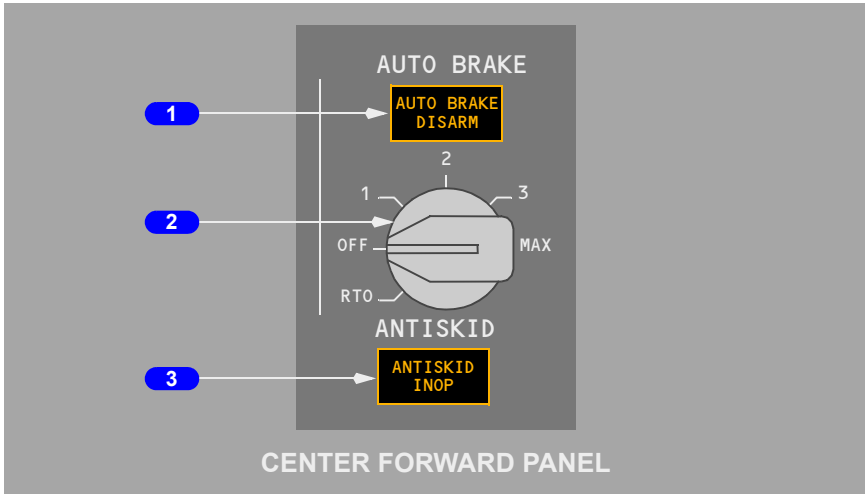 AUTO BRAKE
1
AUTO BRAKE
DISARM
2
1
3
2
OFF
MAX
RTO
ANTISKID
3
ANTISKID
INOP
CENTER FORWARD PANEL